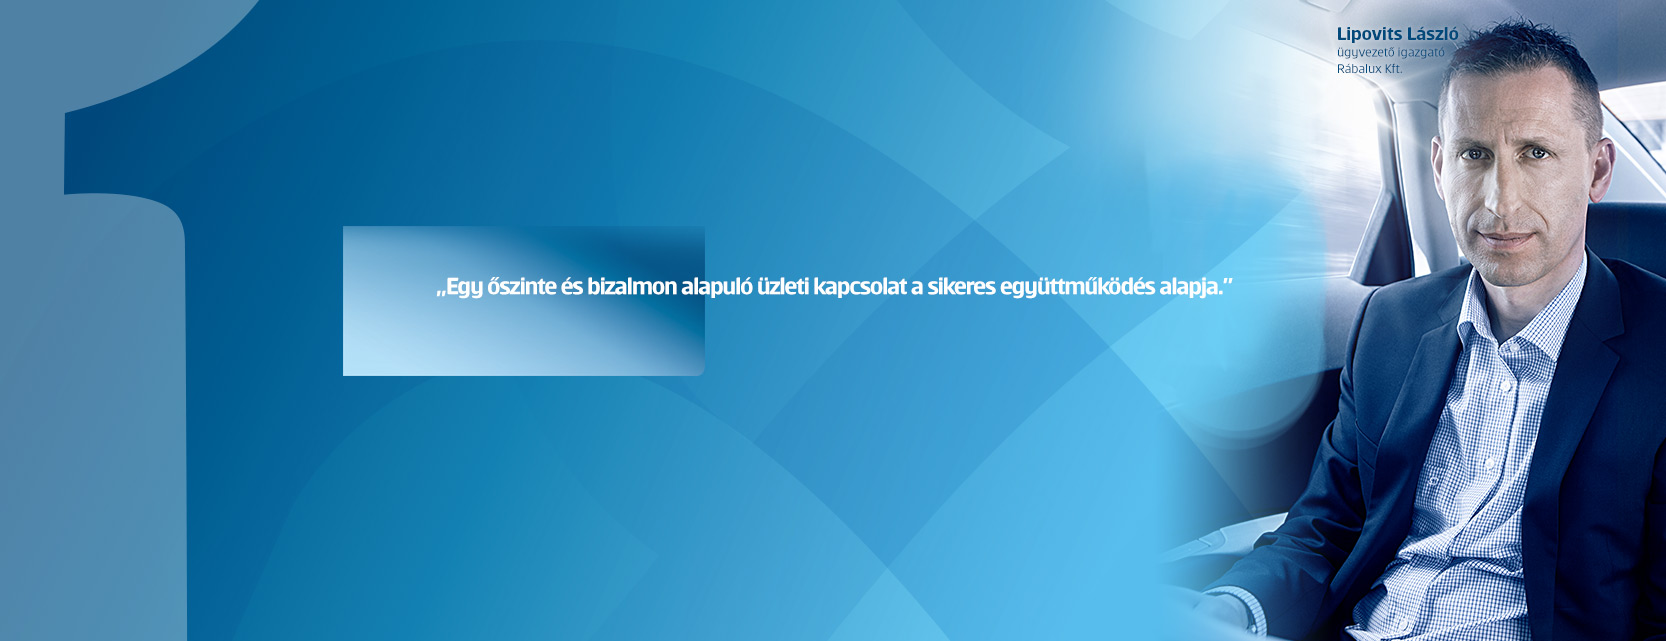 Lipovits László
ügyvezető igazgató
Rábalux Kft.
„Egy őszinte és bizalmon alapuló üzleti kapcsolat a sikeres együttműködés alapja.”